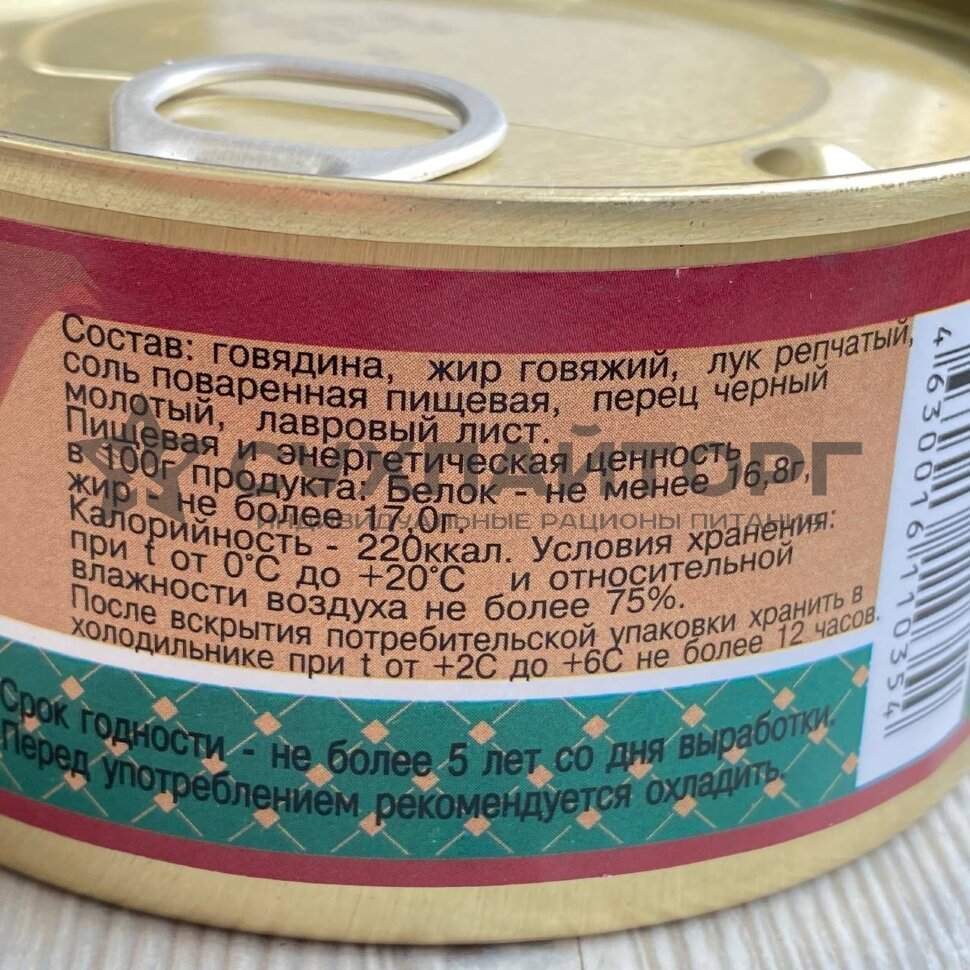 Состав: говядина, жир говяжий, лук репчатый,
соль поваренная пищевая, перец черный
молотый, лавровый лист.
Пищевая и энергетическая ценность
в 100г продукта: Белок - не менее 16,8г,
жир - не более 17,0г.
Калорийность - 220ккал. Условия хранения:
при t от 0°С до +20°С и относительной
влажности воздуха не более 75%.
После вскрытия потребительской упаковки хранить в
холодильнике при t от +2С до +6С не более 12 часов.
Срок годности - не более 5 лет со дня выработки.
Перед употреблением рекомендуется охладить.
4 630016 110354
СУХПАЙТОРГ
ИНДИВИДУАЛЬНЫЕ РАЦИОНЫ ПИТАНИЯ